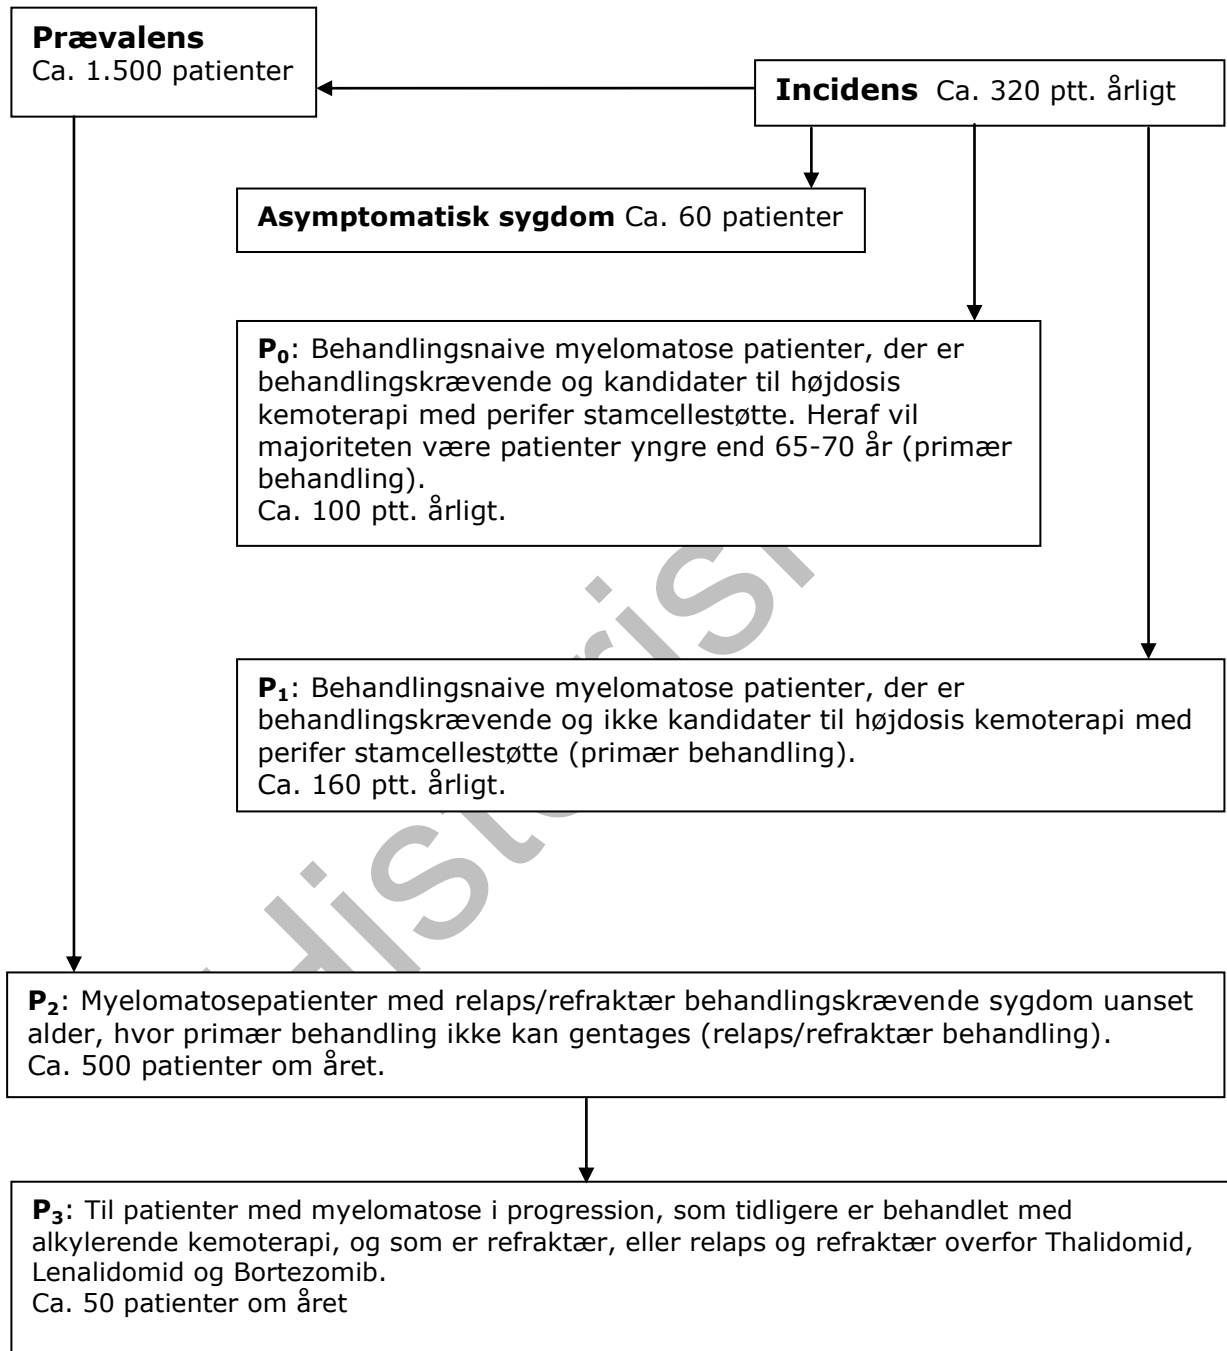 Prævalens
Ca. 1.500 patienter
Incidens Ca. 320 ptt. årligt
Asymptomatisk sygdom Ca. 60 patienter
P₀: Behandlingsnaive myelomatose patienter, der er
behandlingskrævende og kandidater til højdosis
kemoterapi med perifer stamcellestøtte. Heraf vil
majoriteten være patienter yngre end 65-70 år (primær
behandling).
Ca. 100 ptt. årligt.
P₁: Behandlingsnaive myelomatose patienter, der er
behandlingskrævende og ikke kandidater til højdosis kemoterapi med
perifer stamcellestøtte (primær behandling).
Ca. 160 ptt. årligt.
P₂: Myelomatosepatienter med relaps/refraktær behandlingskrævende sygdom uanset
alder, hvor primær behandling ikke kan gentages (relaps/refraktær behandling).
Ca. 500 patienter om året.
P₃: Til patienter med myelomatose i progression, som tidligere er behandlet med
alkylerende kemoterapi, og som er refraktær, eller relaps og refraktær overfor Thalidomid,
Lenalidomid og Bortezomib.
Ca. 50 patienter om året